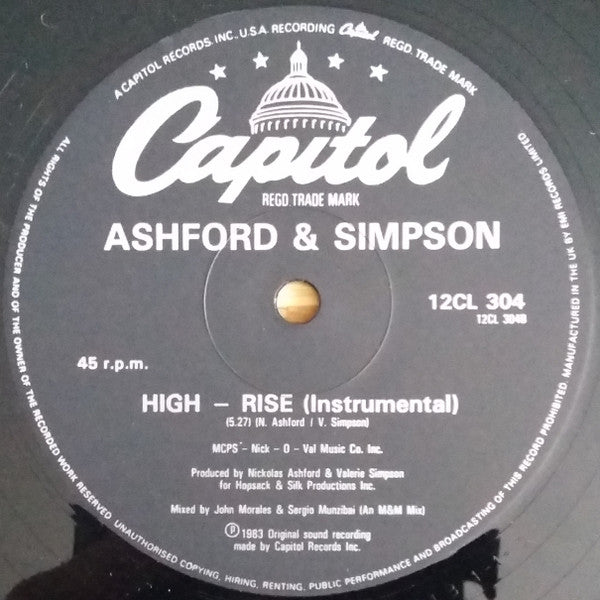 A CAPITOL RECORDS, INC., U.S.A. RECORDING Capitol REGD. TRADE MARK
Capitol
REGD. TRADE MARK
ASHFORD & SIMPSON
12CL 304
12CL 304B
45 r.p.m.
HIGH – RISE (Instrumental)
(5.27) (N. Ashford / V. Simpson)
MCPS - Nick - O - Val Music Co. Inc.
Produced by Nickolas Ashford & Valerie Simpson
for Hopsack & Silk Productions Inc.
Mixed by John Morales & Sergio Munzibai (An M&M Mix)
℗ 1983 Original sound recording
made by Capitol Records Inc.
ALL RIGHTS OF THE PRODUCER AND OF THE OWNER OF THE RECORDED WORK RESERVED. UNAUTHORISED COPYING, HIRING, RENTING, PUBLIC PERFORMANCE AND BROADCASTING OF THIS RECORD PROHIBITED. MANUFACTURED IN THE UK BY EMI RECORDS LIMITED